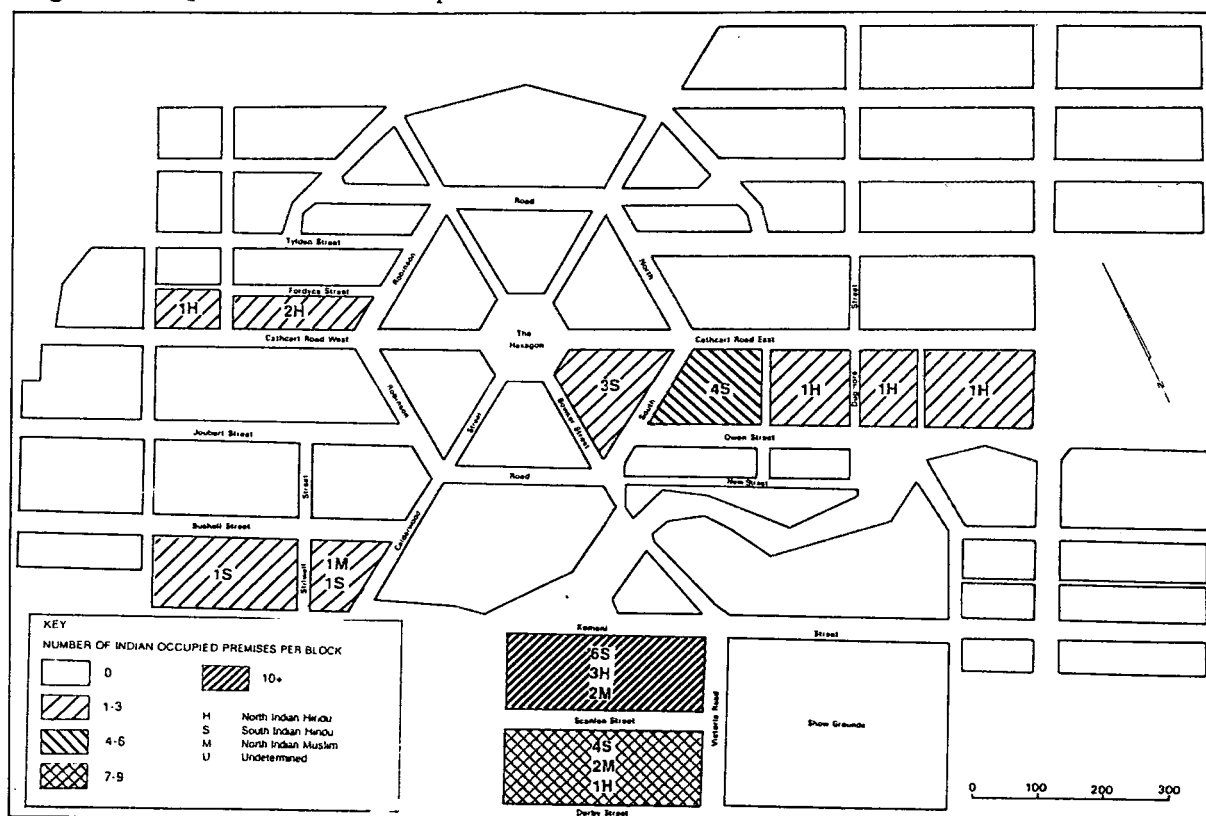 Road
Tylden Street
Robinson
North
Fordyce Street
Street
1H
2H
Cathcart Road West
The
Hexagon
Cathcart Road East
3S
4S
1H
1H
1H
Robinson
Street
Bowker Street
South
Joubert Street
Owen Street
Road
New Street
Street
Bushell Street
Calderwood
1S
1M
1S
KEY
NUMBER OF INDIAN OCCUPIED PREMISES PER BLOCK
0
10+
1-3
H North Indian Hindu
4-6
S South Indian Hindu
M North Indian Muslim
U Undetermined
7-9
Street
3H
2M
Scanlen Street
Victoria Road
Show Grounds
4S
2M
1H
Derby Street
0 100 200 300